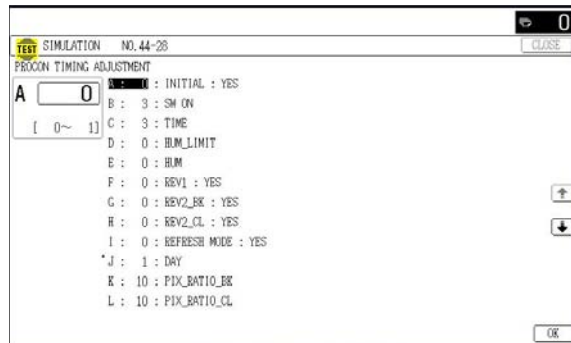 0
TEST SIMULATION NO. 44-28
CLOSE
PROCON TIMING ADJUSTMENT
A 0
[ 0~ 1]
A : 0 : INITIAL : YES
B : 3 : SW ON
C : 3 : TIME
D : 0 : HUM_LIMIT
E : 0 : HUM
F : 0 : REV1 : YES
G : 0 : REV2_BK : YES
H : 0 : REV2_CL : YES
I : 0 : REFRESH MODE : YES
J : 1 : DAY
K : 10 : PIX_RATIO_BK
L : 10 : PIX_RATIO_CL
OK